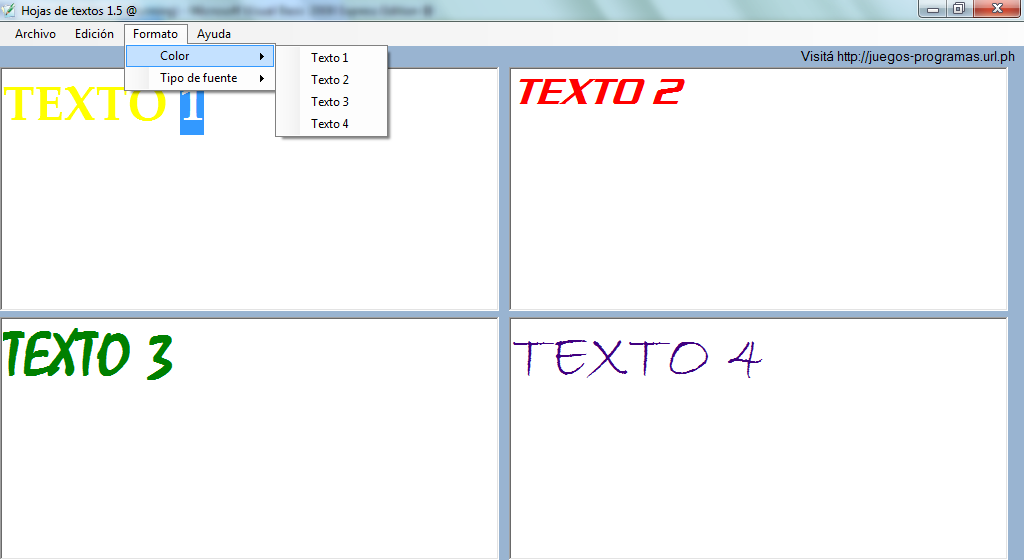 Hojas de textos 1.5 @
Archivo Edición Formato Ayuda
Visitá http://juegos-programas.url.ph
Color
Tipo de fuente
Texto 1
Texto 2
Texto 3
Texto 4
TEXTO 1
TEXTO 2
TEXTO 3
TEXTO 4